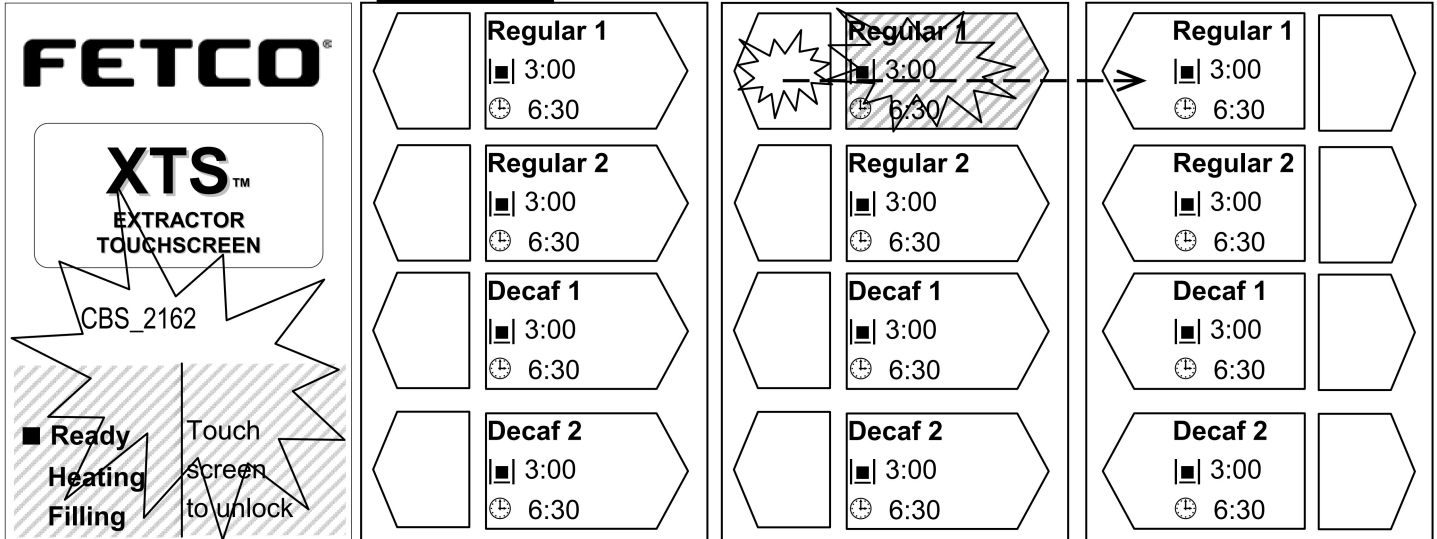 FETCO®
XTS™
EXTRACTOR
TOUCHSCREEN
CBS_2162
■ Ready
Heating
Filling
Touch
screen
to unlock
Regular 1
|■| 3:00
6:30
Regular 2
|■| 3:00
6:30
Decaf 1
|■| 3:00
6:30
Decaf 2
|■| 3:00
6:30
Regular 1
|■| 3:00
6:30
Regular 2
|■| 3:00
6:30
Decaf 1
|■| 3:00
6:30
Decaf 2
|■| 3:00
6:30
Regular 1
|■| 3:00
6:30
Regular 2
|■| 3:00
6:30
Decaf 1
|■| 3:00
6:30
Decaf 2
|■| 3:00
6:30